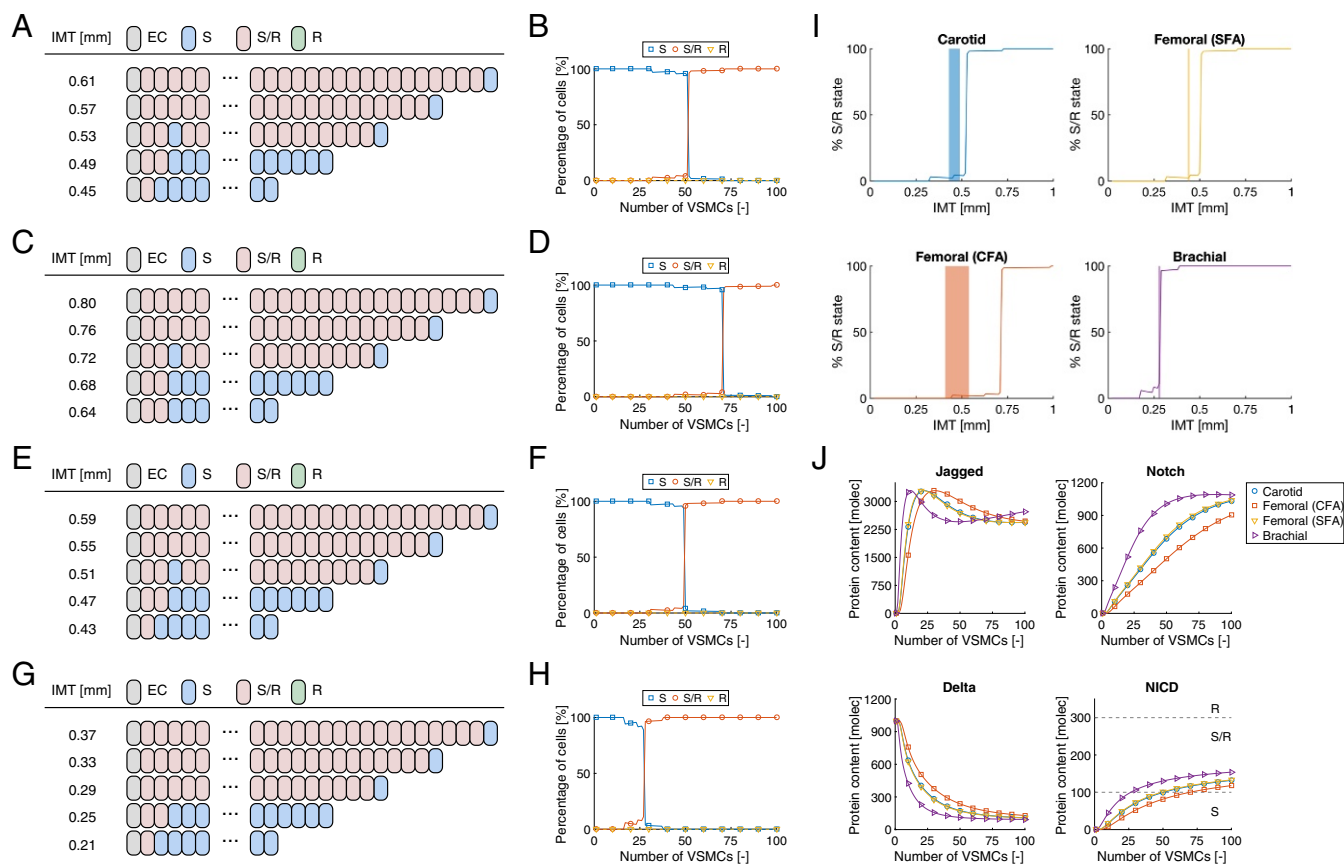 A
IMT [mm] EC S S/R R
0.61 ...
0.57 ...
0.53 ...
0.49 ...
0.45 ...
B
S S/R R
Percentage of cells [%]
100
50
0
0 25 50 75 100
Number of VSMCs [-]
C
IMT [mm] EC S S/R R
0.80 ...
0.76 ...
0.72 ...
0.68 ...
0.64 ...
D
S S/R R
Percentage of cells [%]
100
50
0
0 25 50 75 100
Number of VSMCs [-]
E
IMT [mm] EC S S/R R
0.59 ...
0.55 ...
0.51 ...
0.47 ...
0.43 ...
F
S S/R R
Percentage of cells [%]
100
50
0
0 25 50 75 100
Number of VSMCs [-]
G
IMT [mm] EC S S/R R
0.37 ...
0.33 ...
0.29 ...
0.25 ...
0.21 ...
H
S S/R R
Percentage of cells [%]
100
50
0
0 25 50 75 100
Number of VSMCs [-]
I
Carotid
% S/R state
100
50
0
0 0.25 0.5 0.75 1
IMT [mm]
Femoral (SFA)
% S/R state
100
50
0
0 0.25 0.5 0.75 1
IMT [mm]
Femoral (CFA)
% S/R state
100
50
0
0 0.25 0.5 0.75 1
IMT [mm]
Brachial
% S/R state
100
50
0
0 0.25 0.5 0.75 1
IMT [mm]
J
Jagged
Protein content [molec]
3000
2250
1500
750
0
0 25 50 75 100
Number of VSMCs [-]
Notch
Protein content [molec]
1200
900
600
300
0
0 25 50 75 100
Number of VSMCs [-]
Carotid
Femoral (CFA)
Femoral (SFA)
Brachial
Delta
Protein content [molec]
1200
900
600
300
0
0 25 50 75 100
Number of VSMCs [-]
NICD
Protein content [molec]
300
200
100
0
R
S/R
S
0 25 50 75 100
Number of VSMCs [-]